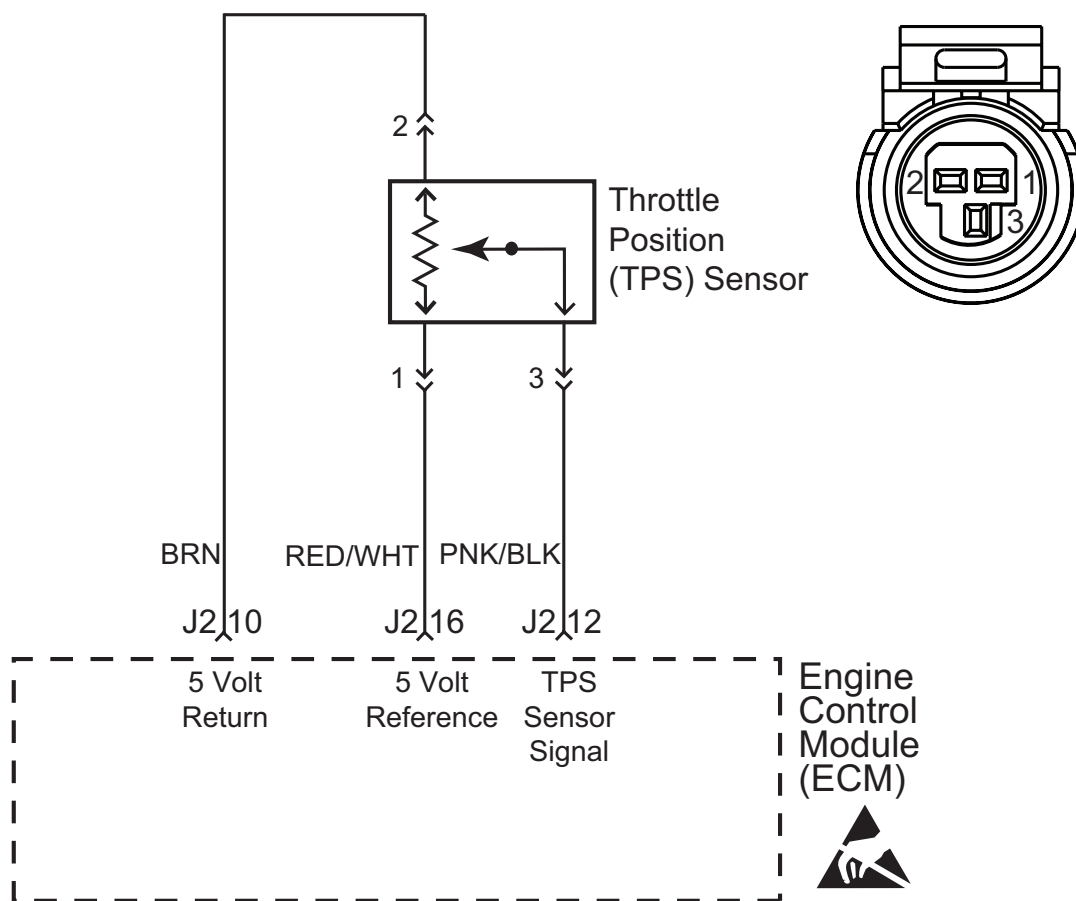 2
Throttle
Position
(TPS) Sensor
2
1
3
1
3
BRN
RED/WHT
PNK/BLK
J2 10
J2 16
J2 12
5 Volt
Return
5 Volt
Reference
TPS
Sensor
Signal
Engine
Control
Module
(ECM)